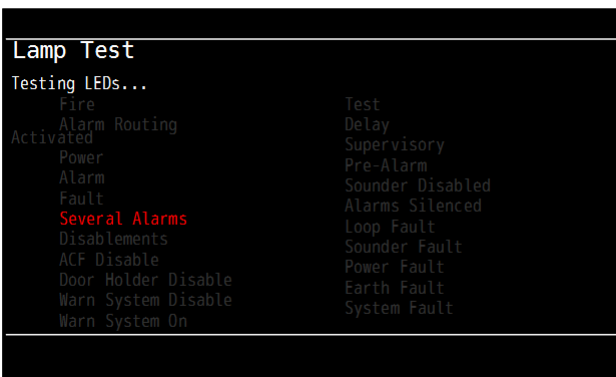 Lamp Test
Testing LEDs...
Fire
Alarm Routing
Activated
Power
Alarm
Fault
Several Alarms
Disablements
ACF Disable
Door Holder Disable
Warn System Disable
Warn System On
Test
Delay
Supervisory
Pre-Alarm
Sounder Disabled
Alarms Silenced
Loop Fault
Sounder Fault
Power Fault
Earth Fault
System Fault